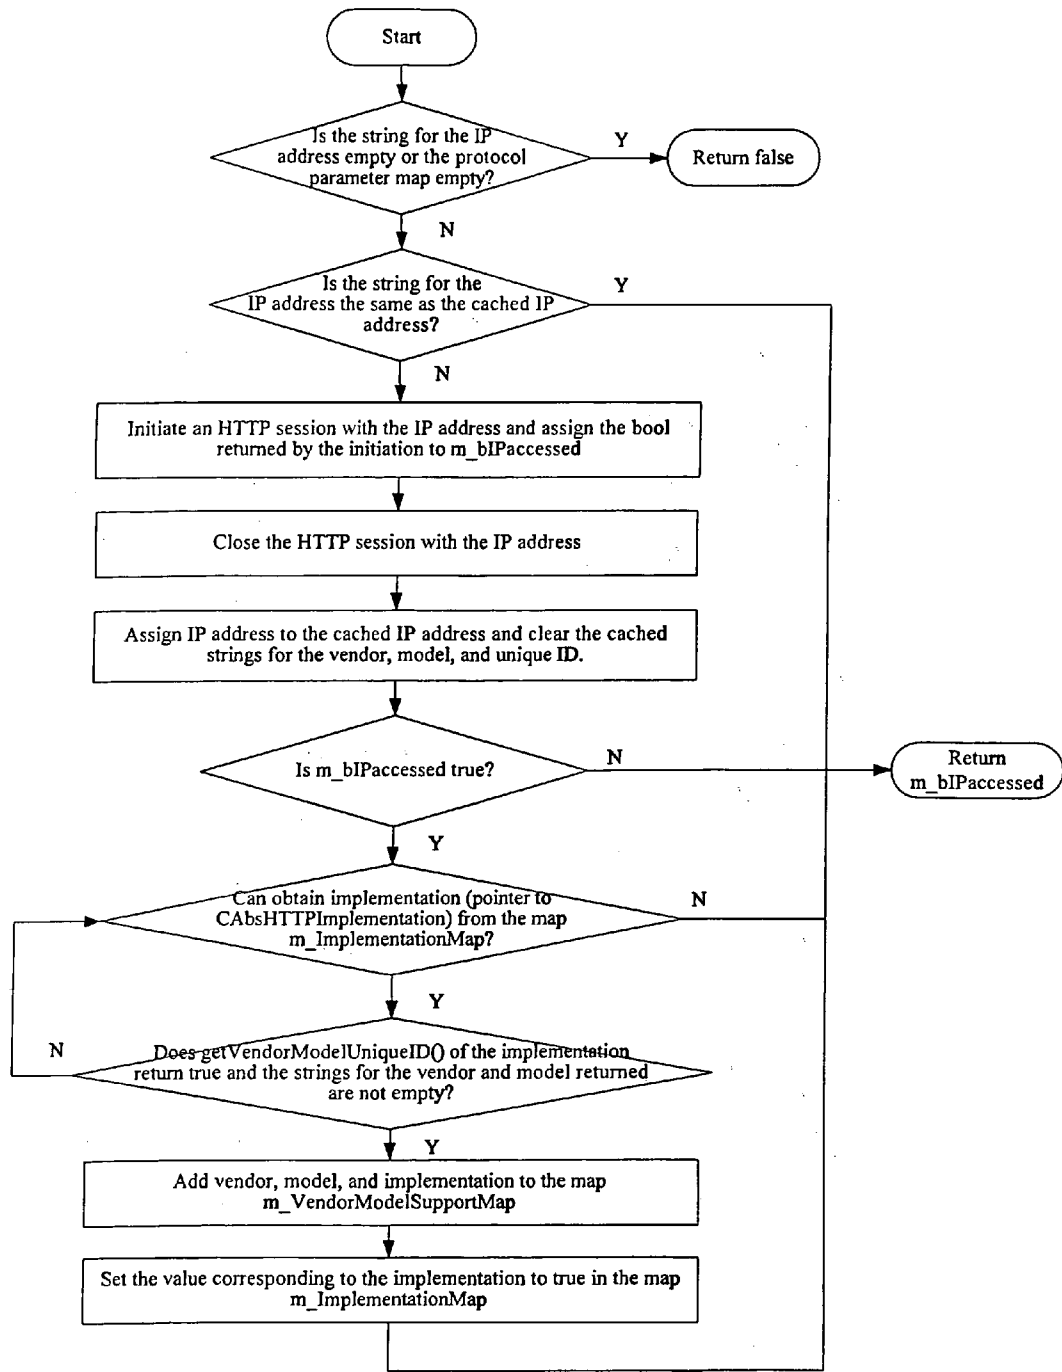 Start
Is the string for the IP
address empty or the protocol
parameter map empty?
Y
Return false
N
Is the string for the
IP address the same as the cached IP
address?
Y
N
Initiate an HTTP session with the IP address and assign the bool
returned by the initiation to m_bIPaccessed
Close the HTTP session with the IP address
Assign IP address to the cached IP address and clear the cached
strings for the vendor, model, and unique ID.
Is m_bIPaccessed true?
N
Return
m_bIPaccessed
Y
Can obtain implementation (pointer to
CAbsHTTPImplementation) from the map
m_ImplementationMap?
N
Y
Does getVendorModelUniqueID() of the implementation
return true and the strings for the vendor and model returned
are not empty?
N
Y
Add vendor, model, and implementation to the map
m_VendorModelSupportMap
Set the value corresponding to the implementation to true in the map
m_ImplementationMap